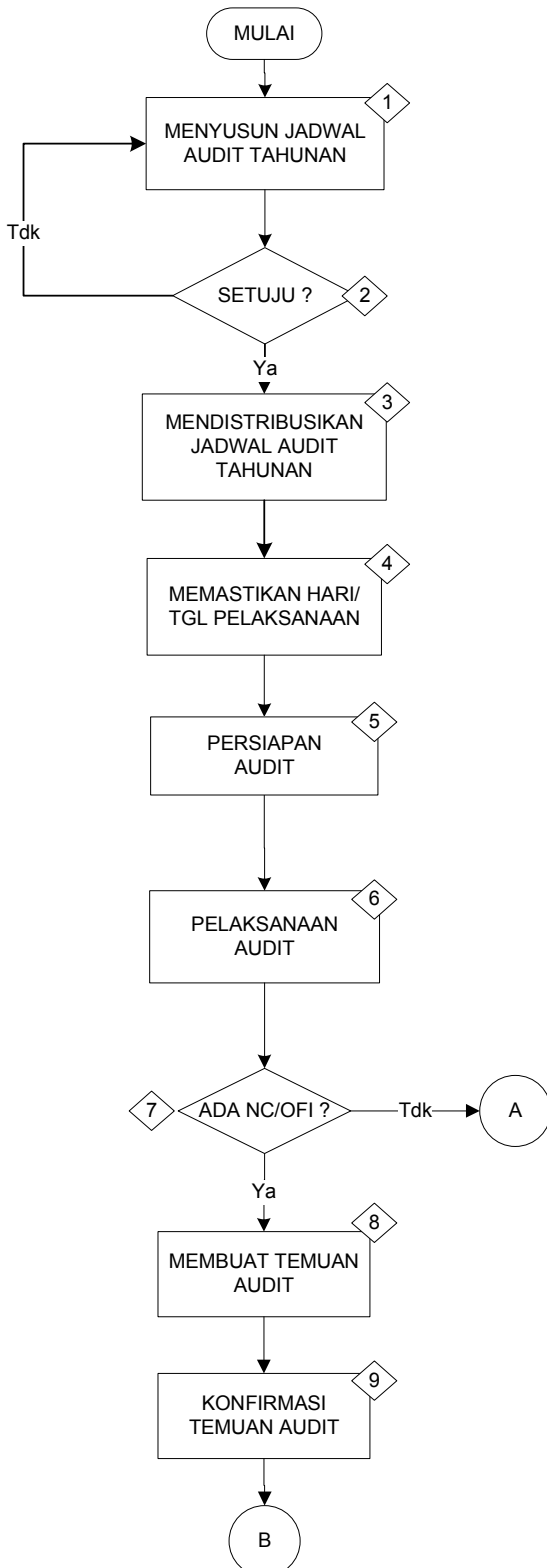 MULAI
1
MENYUSUN JADWAL
AUDIT TAHUNAN
Tdk
SETUJU ?
2
Ya
3
MENDISTRIBUSIKAN
JADWAL AUDIT
TAHUNAN
4
MEMASTIKAN HARI/
TGL PELAKSANAAN
5
PERSIAPAN
AUDIT
6
PELAKSANAAN
AUDIT
7
ADA NC/OFI ?
Tdk
A
Ya
8
MEMBUAT TEMUAN
AUDIT
9
KONFIRMASI
TEMUAN AUDIT
B